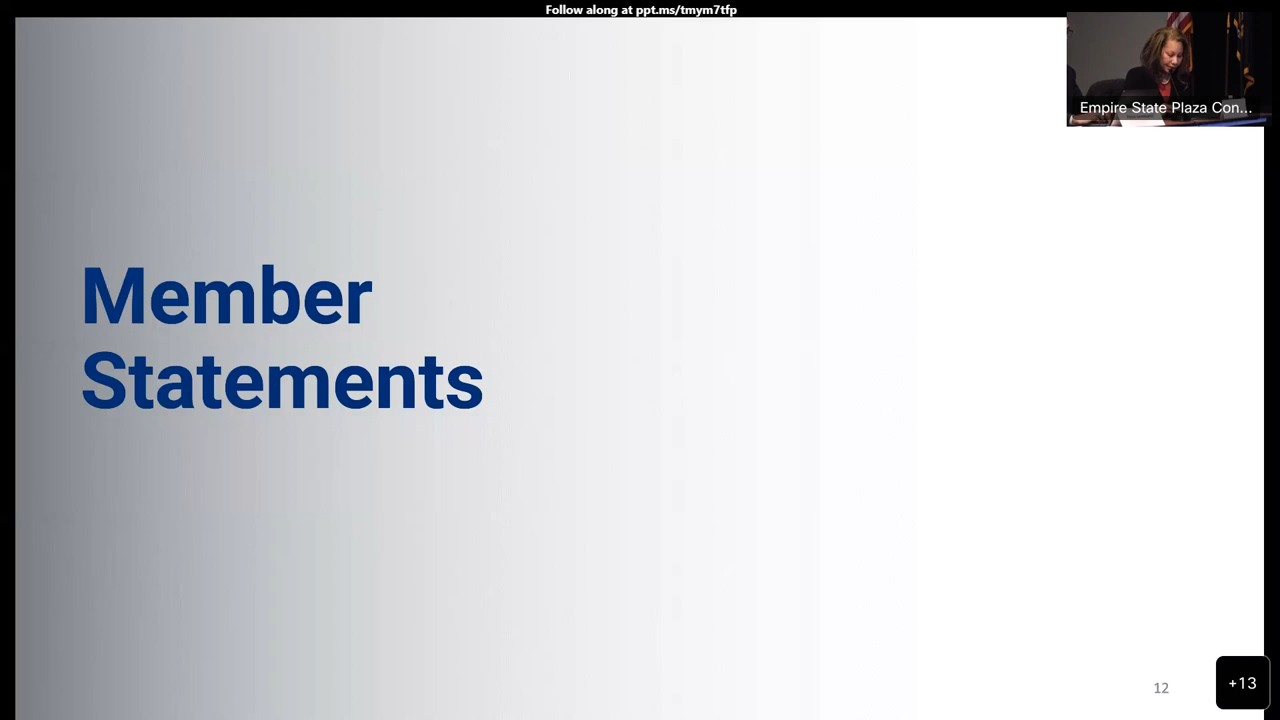 Follow along at ppt.ms/tmym7tfp
Empire State Plaza Con...
Member
Statements
12
+13